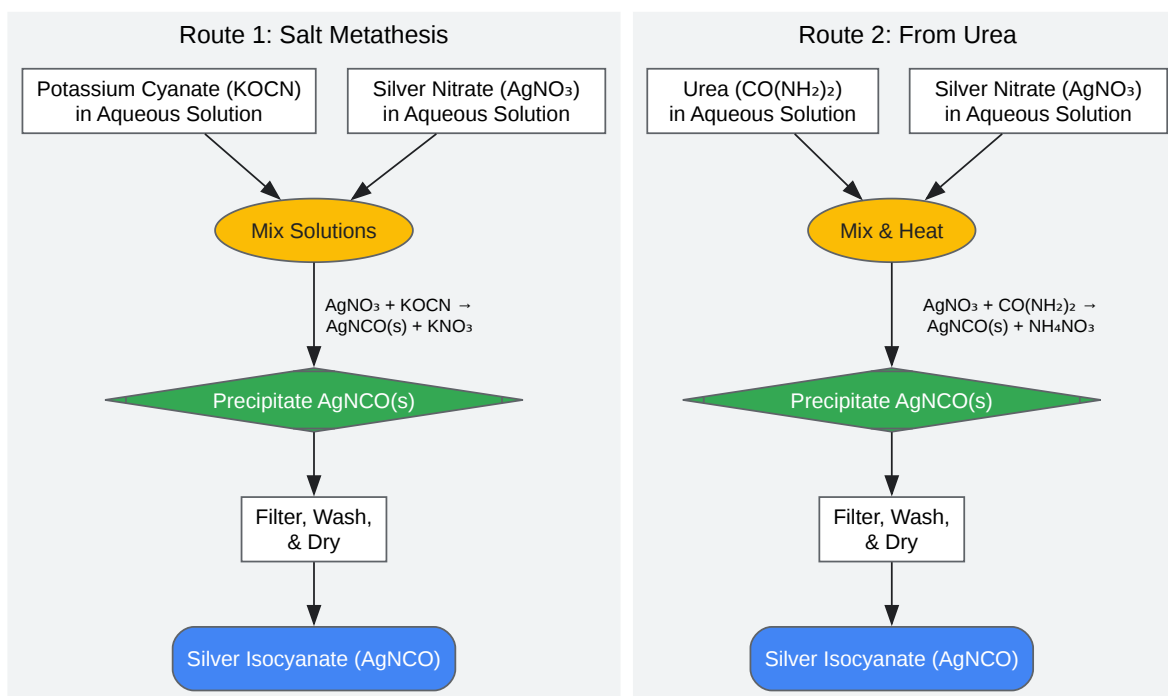 Route 1: Salt Metathesis
Potassium Cyanate (KOCN)
in Aqueous Solution
Silver Nitrate (AgNO₃)
in Aqueous Solution
Mix Solutions
AgNO₃ + KOCN →
AgNCO(s) + KNO₃
Precipitate AgNCO(s)
Filter, Wash,
& Dry
Silver Isocyanate (AgNCO)
Route 2: From Urea
Urea (CO(NH₂)₂)
in Aqueous Solution
Silver Nitrate (AgNO₃)
in Aqueous Solution
Mix & Heat
AgNO₃ + CO(NH₂)₂ →
AgNCO(s) + NH₄NO₃
Precipitate AgNCO(s)
Filter, Wash,
& Dry
Silver Isocyanate (AgNCO)